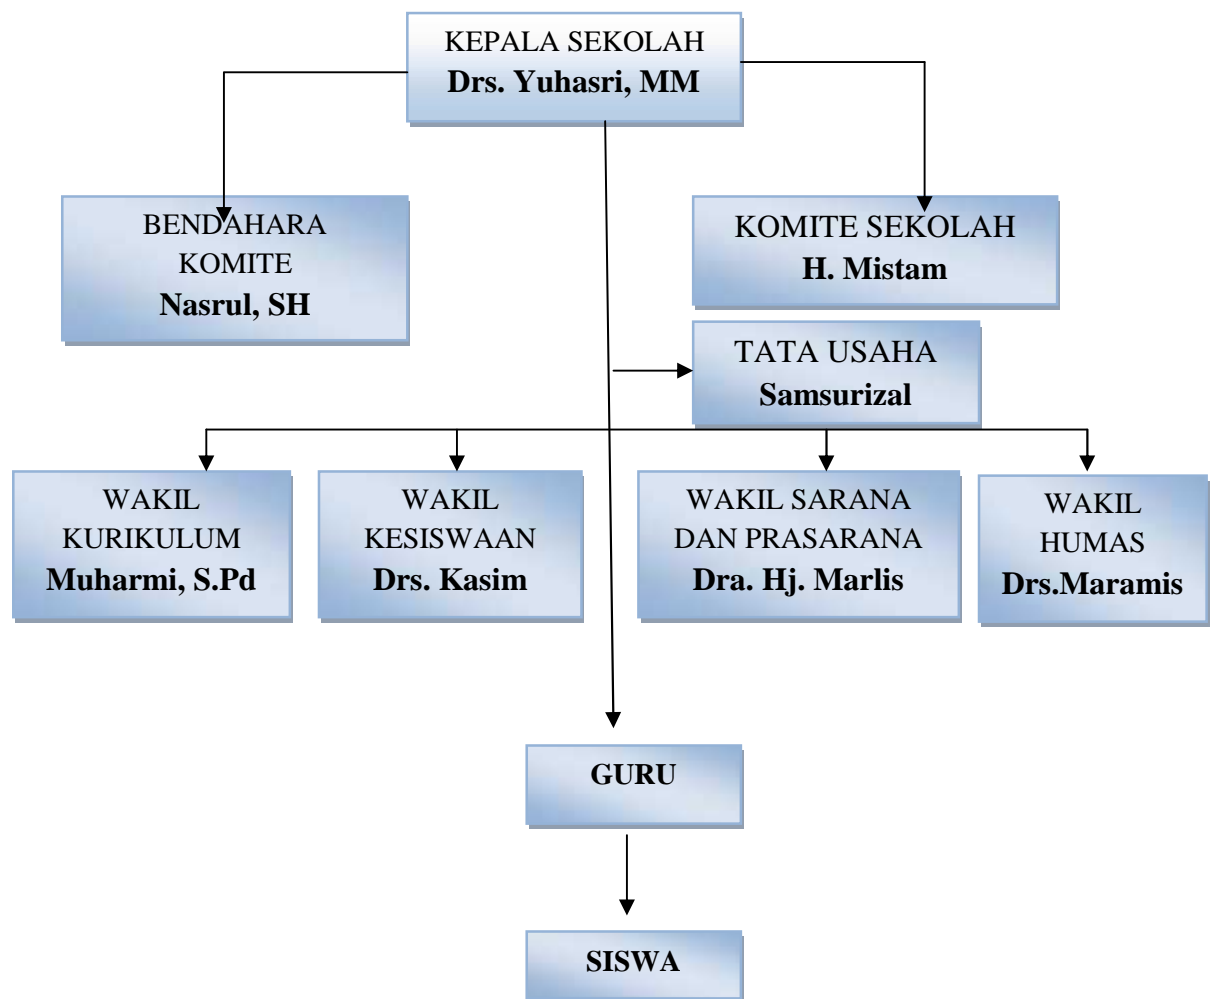 KEPALA SEKOLAH
Drs. Yuhasri, MM
BENDAHARA
KOMITE
Nasrul, SH
KOMITE SEKOLAH
H. Mistam
TATA USAHA
Samsurizal
WAKIL
KURIKULUM
Muharmi, S.Pd
WAKIL
KESISWAAN
Drs. Kasim
WAKIL SARANA
DAN PRASARANA
Dra. Hj. Marlis
WAKIL
HUMAS
Drs.Maramis
GURU
SISWA